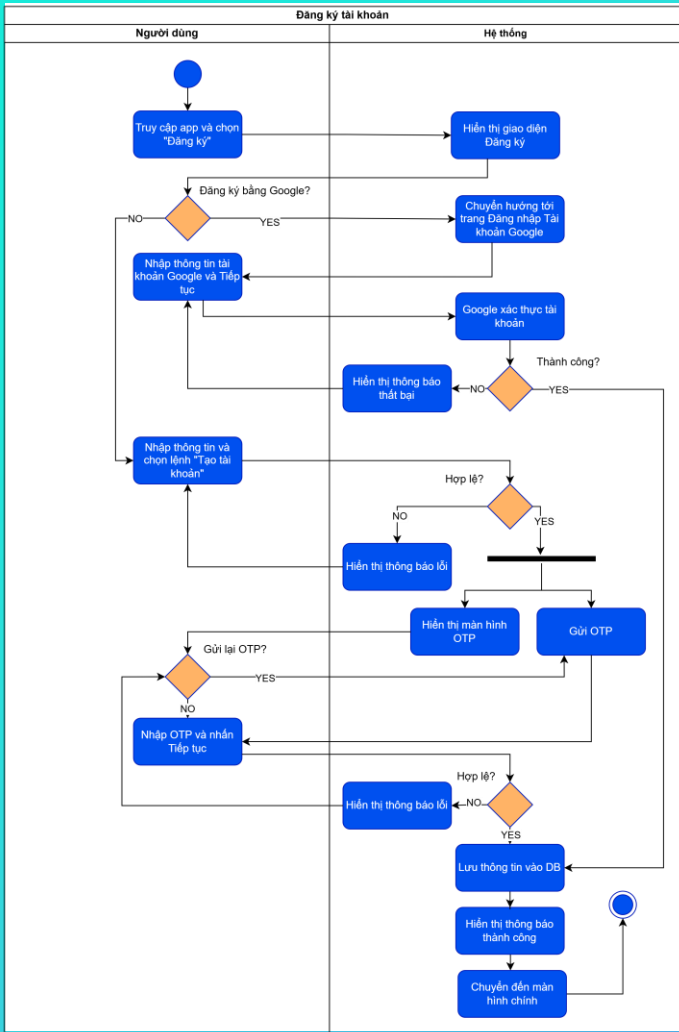 Đăng ký tài khoản
Người dùng
Hệ thống
Truy cập app và chọn
"Đăng ký"
Hiển thị giao diện
Đăng ký
Đăng ký bằng Google?
NO
YES
Chuyển hướng tới
trang Đăng nhập Tài
khoản Google
Nhập thông tin tài
khoản Google và Tiếp
tục
Google xác thực tài
khoản
Thành công?
Hiển thị thông báo
thất bại
NO
YES
Nhập thông tin và
chọn lệnh "Tạo tài
khoản"
Hợp lệ?
NO
YES
Hiển thị thông báo lỗi
Hiển thị màn hình
OTP
Gửi OTP
Gửi lại OTP?
YES
NO
Nhập OTP và nhấn
Tiếp tục
Hợp lệ?
Hiển thị thông báo lỗi
NO
YES
Lưu thông tin vào DB
Hiển thị thông báo
thành công
Chuyển đến màn
hình chính